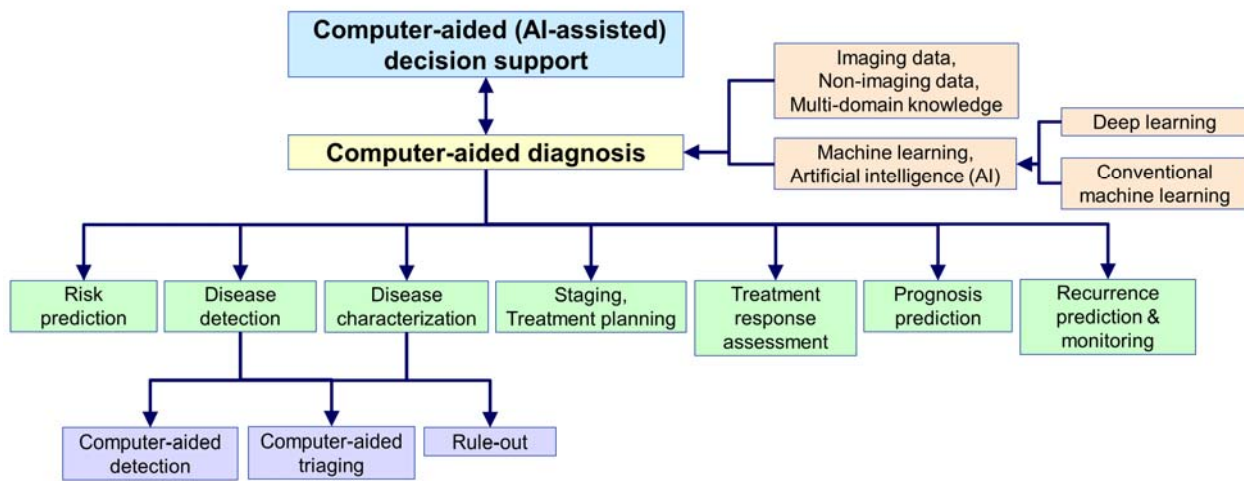 Computer-aided (AI-assisted)
decision support
Imaging data,
Non-imaging data,
Multi-domain knowledge
Deep learning
Computer-aided diagnosis
Machine learning,
Artificial intelligence (AI)
Conventional
machine learning
Risk
prediction
Disease
detection
Disease
characterization
Staging,
Treatment planning
Treatment
response
assessment
Prognosis
prediction
Recurrence
prediction &
monitoring
Computer-aided
detection
Computer-aided
triaging
Rule-out